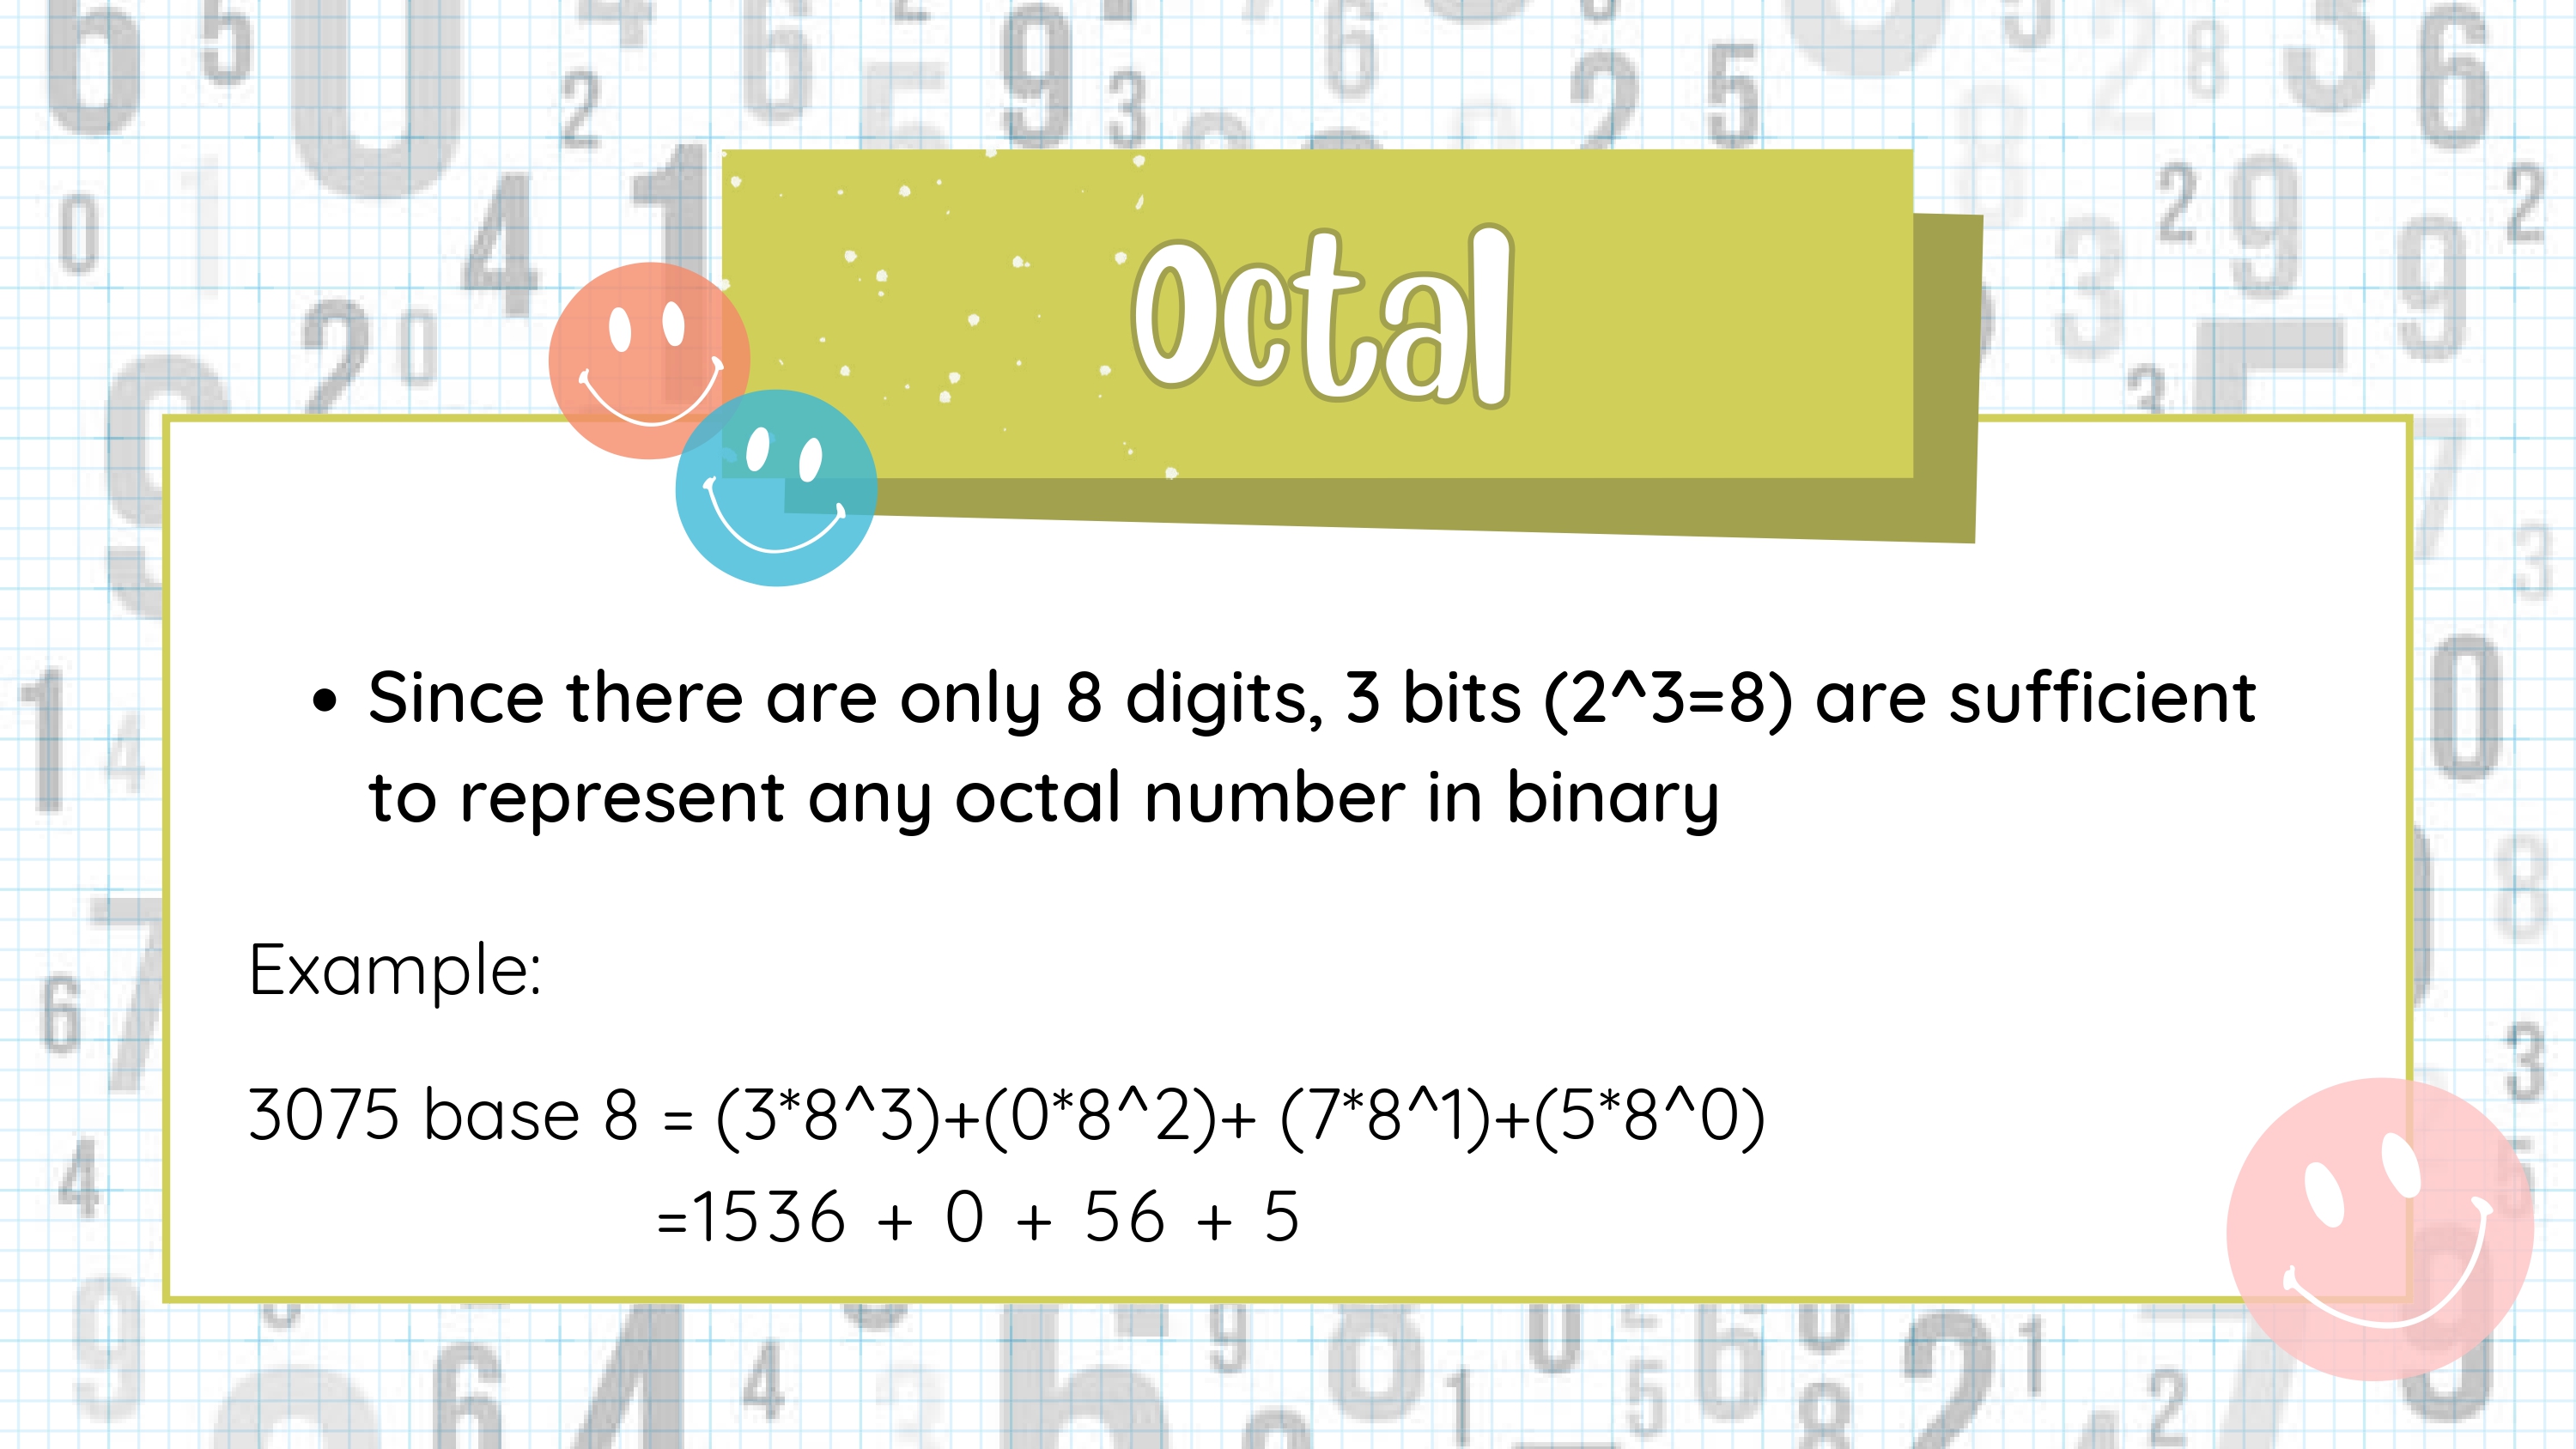 Octal
• Since there are only 8 digits, 3 bits (2^3=8) are sufficient
to represent any octal number in binary
Example:
3075 base 8 = (3*8^3)+(0*8^2)+ (7*8^1)+(5*8^0)
=1536 + 0 + 56 + 5